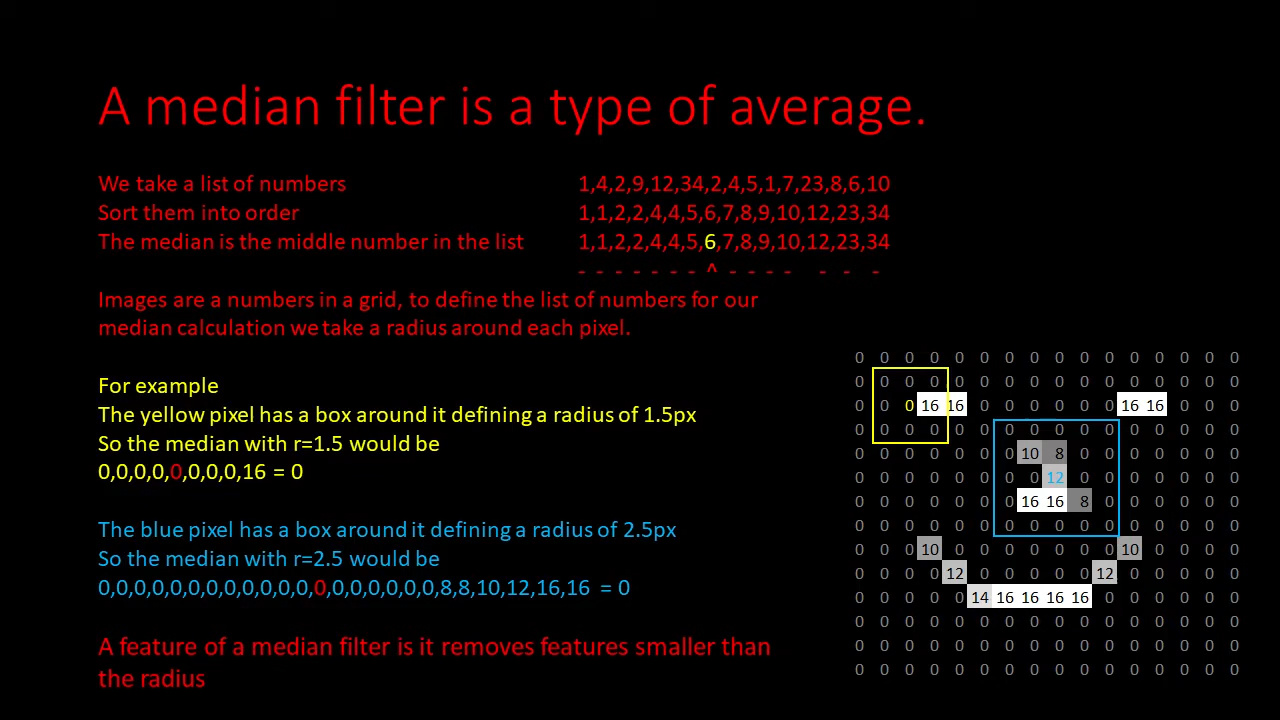 A median filter is a type of average.
We take a list of numbers 1,4,2,9,12,34,2,4,5,1,7,23,8,6,10
Sort them into order 1,1,2,2,4,4,5,6,7,8,9,10,12,23,34
The median is the middle number in the list 1,1,2,2,4,4,5,6,7,8,9,10,12,23,34
- - - - - - - ^ - - - - - - -
Images are a numbers in a grid, to define the list of numbers for our
median calculation we take a radius around each pixel.
For example
The yellow pixel has a box around it defining a radius of 1.5px
So the median with r=1.5 would be
0,0,0,0,0,0,0,0,16 = 0
The blue pixel has a box around it defining a radius of 2.5px
So the median with r=2.5 would be
0,0,0,0,0,0,0,0,0,0,0,0,0,0,0,0,0,0,0,8,8,10,12,16,16 = 0
A feature of a median filter is it removes features smaller than
the radius
0 0 0 0 0 0 0 0 0 0 0 0 0 0 0 0
0 0 0 0 0 0 0 0 0 0 0 0 0 0 0 0
0 0 0 16 16 0 0 0 0 0 0 16 16 0 0 0
0 0 0 0 0 0 0 0 0 0 0 0 0 0 0 0
0 0 0 0 0 0 0 10 8 0 0 0 0 0 0 0
0 0 0 0 0 0 0 0 12 0 0 0 0 0 0 0
0 0 0 0 0 0 0 16 16 8 0 0 0 0 0 0
0 0 0 0 0 0 0 0 0 0 0 0 0 0 0 0
0 0 0 10 0 0 0 0 0 0 0 10 0 0 0 0
0 0 0 0 12 0 0 0 0 0 12 0 0 0 0 0
0 0 0 0 0 14 16 16 16 16 0 0 0 0 0 0
0 0 0 0 0 0 0 0 0 0 0 0 0 0 0 0
0 0 0 0 0 0 0 0 0 0 0 0 0 0 0 0
0 0 0 0 0 0 0 0 0 0 0 0 0 0 0 0